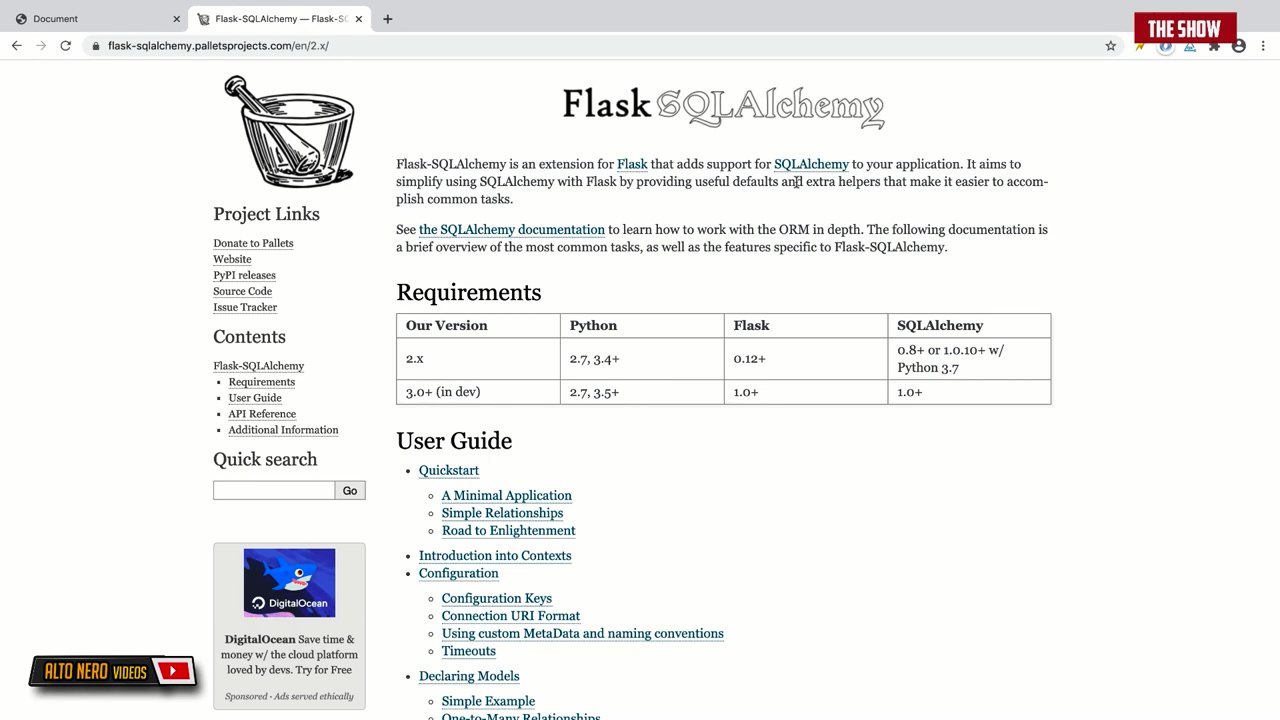 Document
Flask-SQLAlchemy — Flask-SQ
THE SHOW
flask-sqlalchemy.palletsprojects.com/en/2.x/
Flask SQLAlchemy
Flask-SQLAlchemy is an extension for Flask that adds support for SQLAlchemy to your application. It aims to
simplify using SQLAlchemy with Flask by providing useful defaults and extra helpers that make it easier to accom-
plish common tasks.
See the SQLAlchemy documentation to learn how to work with the ORM in depth. The following documentation is
a brief overview of the most common tasks, as well as the features specific to Flask-SQLAlchemy.
Requirements
Our Version Python Flask SQLAlchemy
2.x 2.7, 3.4+ 0.12+ 0.8+ or 1.0.10+ w/
Python 3.7
3.0+ (in dev) 2.7, 3.5+ 1.0+ 1.0+
User Guide
Quickstart
A Minimal Application
Simple Relationships
Road to Enlightenment
Introduction into Contexts
Configuration
Configuration Keys
Connection URI Format
Using custom MetaData and naming conventions
Timeouts
Declaring Models
Simple Example
One-to-Many Relationships
Project Links
Donate to Pallets
Website
PyPI releases
Source Code
Issue Tracker
Contents
Flask-SQLAlchemy
Requirements
User Guide
API Reference
Additional Information
Quick search
Go
DigitalOcean
DigitalOcean Save time &
money w/ the cloud platform
loved by devs. Try for Free
Sponsored · Ads served ethically
ALTO NERO VIDEOS